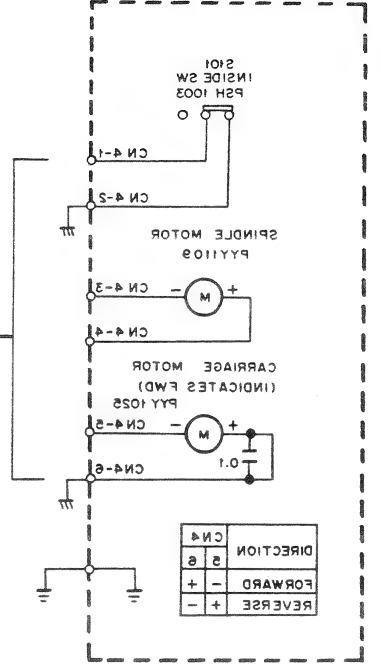 S101
INSIDE SW
PSH 1003
CN 4-1
CN 4-2
SPINDLE MOTOR
PYY1109
+ M − CN 4-3
CN 4-4
CARRIAGE MOTOR
(INDICATES FWD)
PYY 1025
+ M − CN4-5
0.1
CN4-6
DIRECTION CN4
5 6
FORWARD − +
REVERSE + −